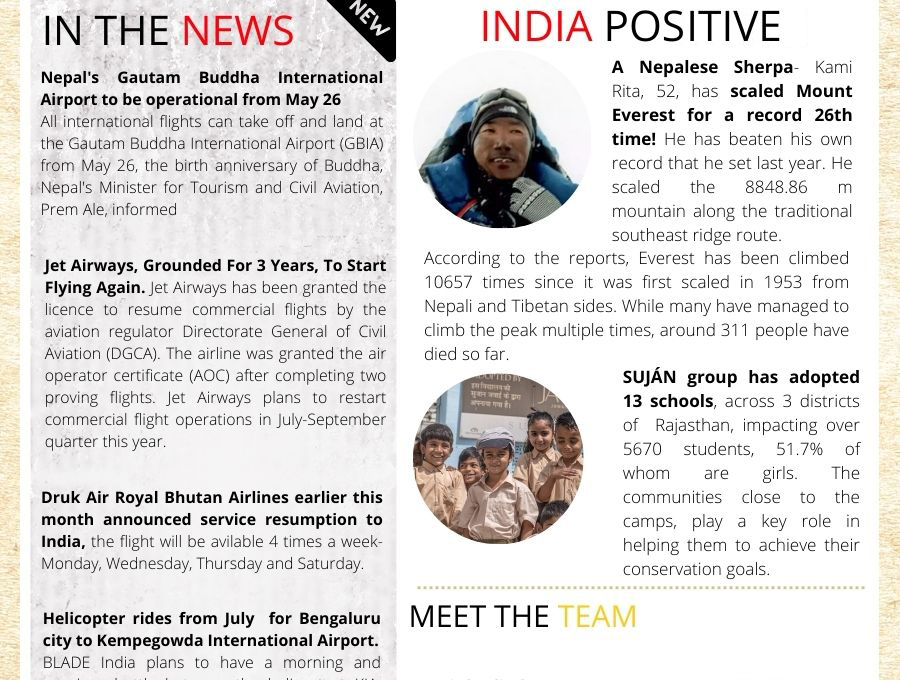 IN THE NEWS
NEW
Nepal's Gautam Buddha International
Airport to be operational from May 26
All international flights can take off and land at
the Gautam Buddha International Airport (GBIA)
from May 26, the birth anniversary of Buddha,
Nepal's Minister for Tourism and Civil Aviation,
Prem Ale, informed
Jet Airways, Grounded For 3 Years, To Start
Flying Again. Jet Airways has been granted the
licence to resume commercial flights by the
aviation regulator Directorate General of Civil
Aviation (DGCA). The airline was granted the air
operator certificate (AOC) after completing two
proving flights. Jet Airways plans to restart
commercial flight operations in July-September
quarter this year.
Druk Air Royal Bhutan Airlines earlier this
month announced service resumption to
India, the flight will be avilable 4 times a week-
Monday, Wednesday, Thursday and Saturday.
Helicopter rides from July for Bengaluru
city to Kempegowda International Airport.
BLADE India plans to have a morning and
INDIA POSITIVE
A Nepalese Sherpa- Kami
Rita, 52, has scaled Mount
Everest for a record 26th
time! He has beaten his own
record that he set last year. He
scaled the 8848.86 m
mountain along the traditional
southeast ridge route.
According to the reports, Everest has been climbed
10657 times since it was first scaled in 1953 from
Nepali and Tibetan sides. While many have managed to
climb the peak multiple times, around 311 people have
died so far.
ADOPTED BY
इस विद्यालय को
सुजान जवाई के द्वारा
अपनाया गया है।
SUJÁN group has adopted
13 schools, across 3 districts
of Rajasthan, impacting over
5670 students, 51.7% of
whom are girls. The
communities close to the
camps, play a key role in
helping them to achieve their
conservation goals.
MEET THE TEAM